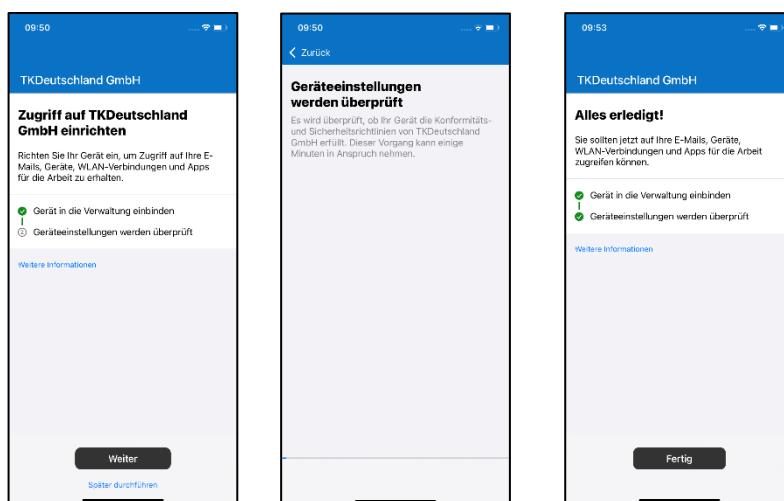 09:50
TKDeutschland GmbH
Zugriff auf TKDeutschland
GmbH einrichten
Richten Sie Ihr Gerät ein, um Zugriff auf Ihre E-
Mails, Geräte, WLAN-Verbindungen und Apps
für die Arbeit zu erhalten.
Gerät in die Verwaltung einbinden
2 Geräteeinstellungen werden überprüft
Weitere Informationen
Weiter
Später durchführen
09:50
Zurück
Geräteeinstellungen
werden überprüft
Es wird überprüft, ob Ihr Gerät die Konformitäts-
und Sicherheitsrichtlinien von TKDeutschland
GmbH erfüllt. Dieser Vorgang kann einige
Minuten in Anspruch nehmen.
09:53
TKDeutschland GmbH
Alles erledigt!
Sie sollten jetzt auf Ihre E-Mails, Geräte,
WLAN-Verbindungen und Apps für die Arbeit
zugreifen können.
Gerät in die Verwaltung einbinden
Geräteeinstellungen werden überprüft
Weitere Informationen
Fertig